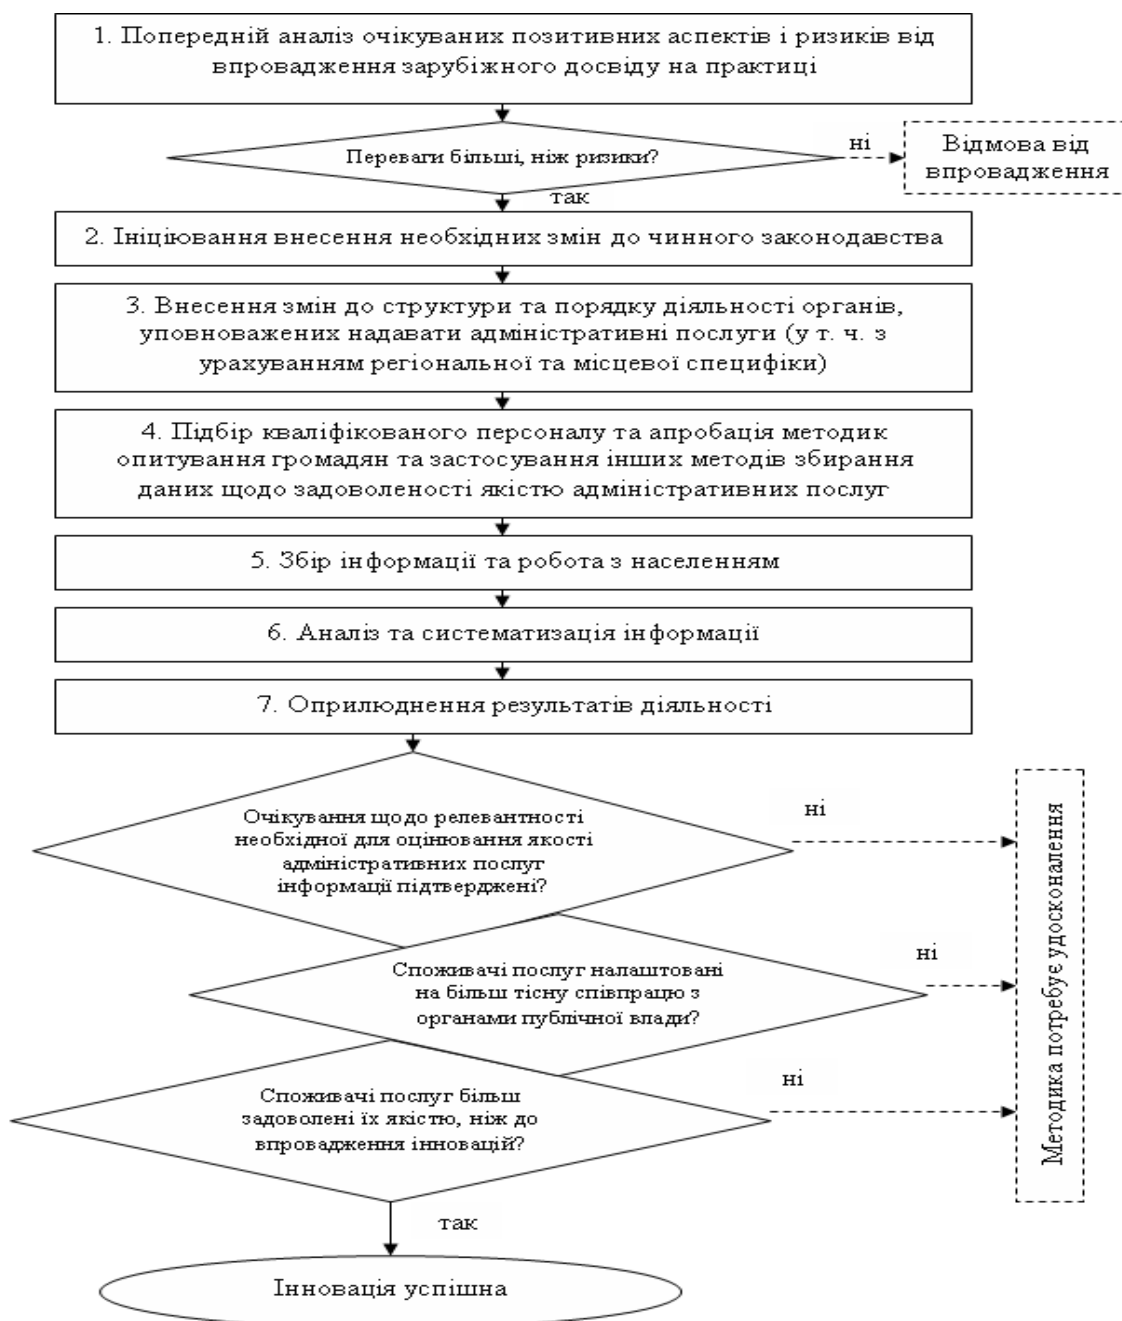 1. Попередній аналіз очікуваних позитивних аспектів і ризиків від
впровадження зарубіжного досвіду на практиці
Переваги більші, ніж ризики?
ні
Відмова від
впровадження
так
2. Ініціювання внесення необхідних змін до чинного законодавства
3. Внесення змін до структури та порядку діяльності органів,
уповноважених надавати адміністративні послуги (у т. ч. з
урахуванням регіональної та місцевої специфіки)
4. Підбір кваліфікованого персоналу та апробація методик
опитування громадян та застосування інших методів збирання
даних щодо задоволеності якістю адміністративних послуг
5. Збір інформації та робота з населенням
6. Аналіз та систематизація інформації
7. Оприлюднення результатів діяльності
Очікування щодо релевантності
необхідної для оцінювання якості
адміністративних послуг
інформації підтверджені?
ні
Споживачі послуг налаштовані
на більш тісну співпрацю з
органами публічної влади?
ні
Споживачі послуг більш
задоволені їх якістю, ніж до
впровадження інновацій?
ні
Методика потребує удосконалення
так
Інновація успішна